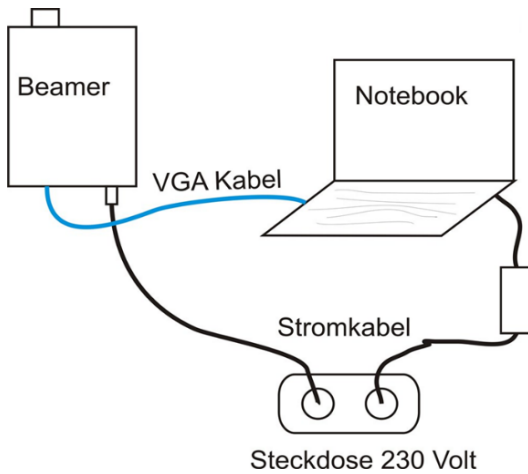 Beamer
Notebook
VGA Kabel
Stromkabel
Steckdose 230 Volt